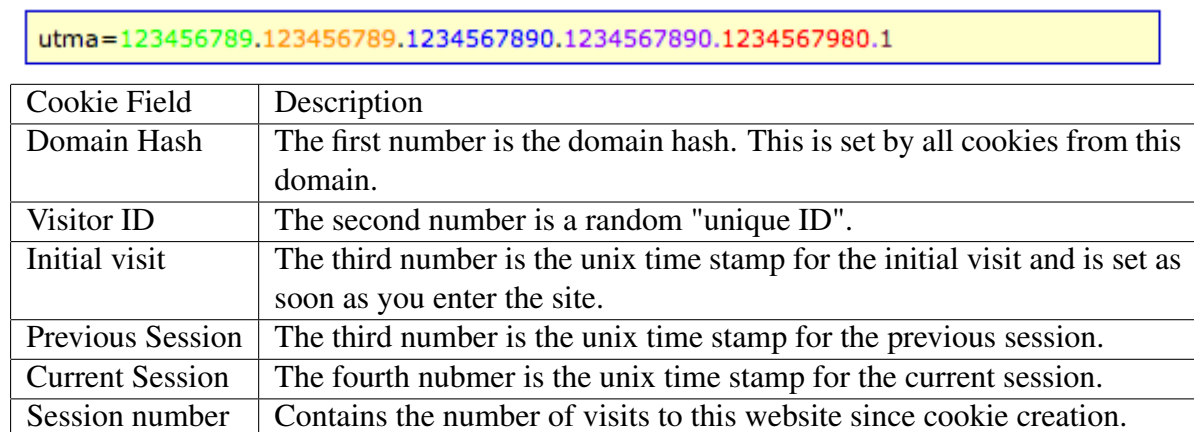 utma=123456789.123456789.1234567890.1234567890.1234567980.1
Cookie Field Description
Domain Hash The first number is the domain hash. This is set by all cookies from this
domain.
Visitor ID The second number is a random "unique ID".
Initial visit The third number is the unix time stamp for the initial visit and is set as
soon as you enter the site.
Previous Session The third number is the unix time stamp for the previous session.
Current Session The fourth nubmer is the unix time stamp for the current session.
Session number Contains the number of visits to this website since cookie creation.